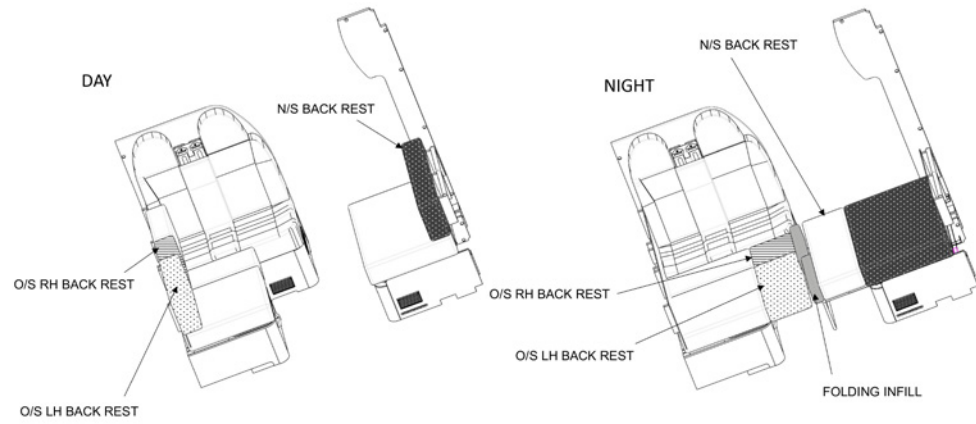 DAY
N/S BACK REST
O/S RH BACK REST
O/S LH BACK REST
NIGHT
N/S BACK REST
O/S RH BACK REST
O/S LH BACK REST
FOLDING INFILL